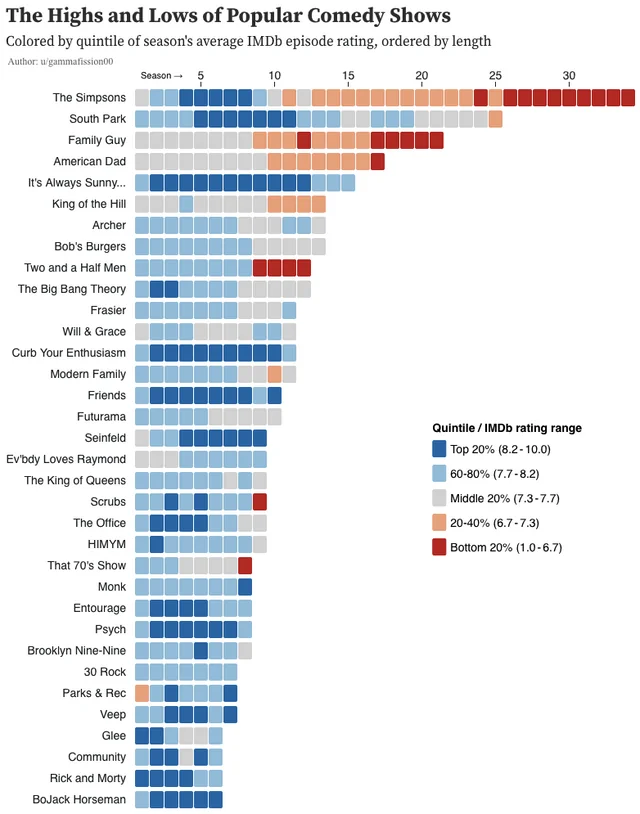 The Highs and Lows of Popular Comedy Shows
Colored by quintile of season's average IMDb episode rating, ordered by length
Author: u/gammafission00
Season → 5 10 15 20 25 30
The Simpsons
South Park
Family Guy
American Dad
It's Always Sunny...
King of the Hill
Archer
Bob's Burgers
Two and a Half Men
The Big Bang Theory
Frasier
Will & Grace
Curb Your Enthusiasm
Modern Family
Friends
Futurama
Seinfeld
Ev'bdy Loves Raymond
The King of Queens
Scrubs
The Office
HIMYM
That 70's Show
Monk
Entourage
Psych
Brooklyn Nine-Nine
30 Rock
Parks & Rec
Veep
Glee
Community
Rick and Morty
BoJack Horseman
Quintile / IMDb rating range
Top 20% (8.2 - 10.0)
60-80% (7.7 - 8.2)
Middle 20% (7.3 - 7.7)
20-40% (6.7 - 7.3)
Bottom 20% (1.0 - 6.7)